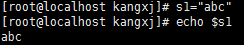 [root@localhost kangxj]# s1="abc"
[root@localhost kangxj]# echo $s1
abc